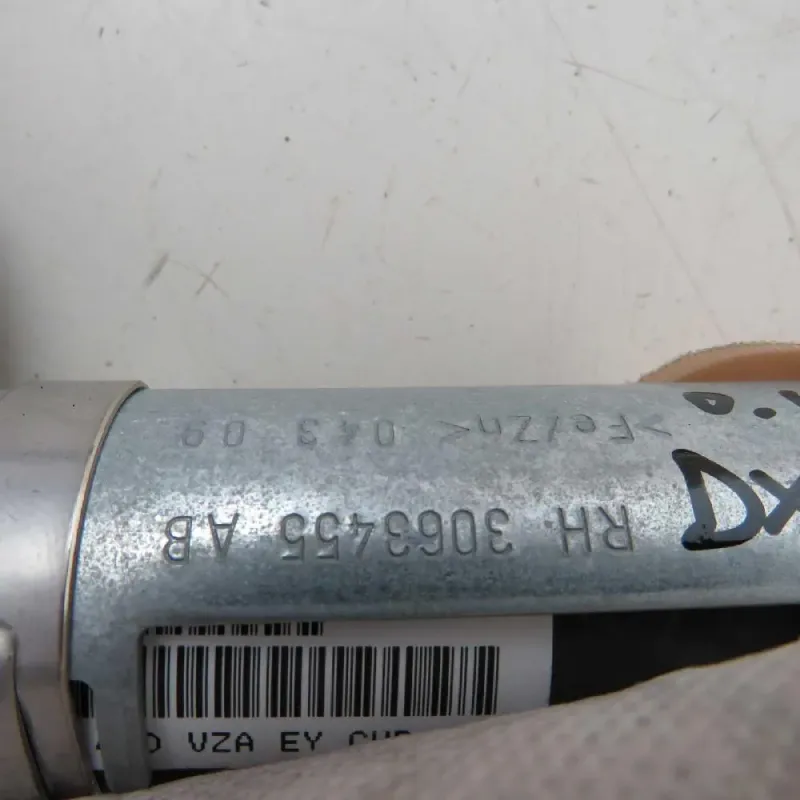 RH. 3063455 AB
>Fe/Zn< 043 09
VZA EY